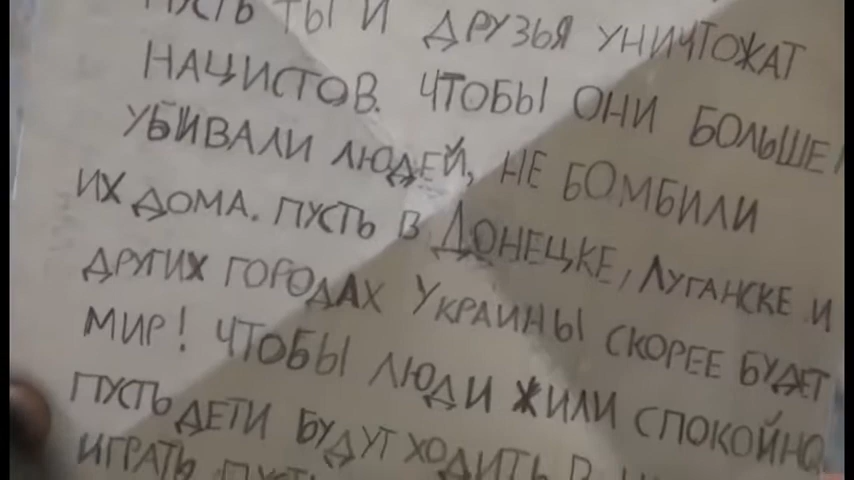 ПУСТЬ ТЫ И ДРУЗЬЯ УНИЧТОЖАТ
НАЦИСТОВ. ЧТОБЫ ОНИ БОЛЬШЕ
УБИВАЛИ ЛЮДЕЙ, НЕ БОМБИЛИ
ИХ ДОМА. ПУСТЬ В ДОНЕЦКЕ, ЛУГАНСКЕ И
ДРУГИХ ГОРОДАХ УКРАИНЫ СКОРЕЕ БУДЕТ
МИР! ЧТОБЫ ЛЮДИ ЖИЛИ СПОКОЙНО
ПУСТЬ ДЕТИ БУДУТ ХОДИТЬ В
ИГРАТЬ ПУСТЬ